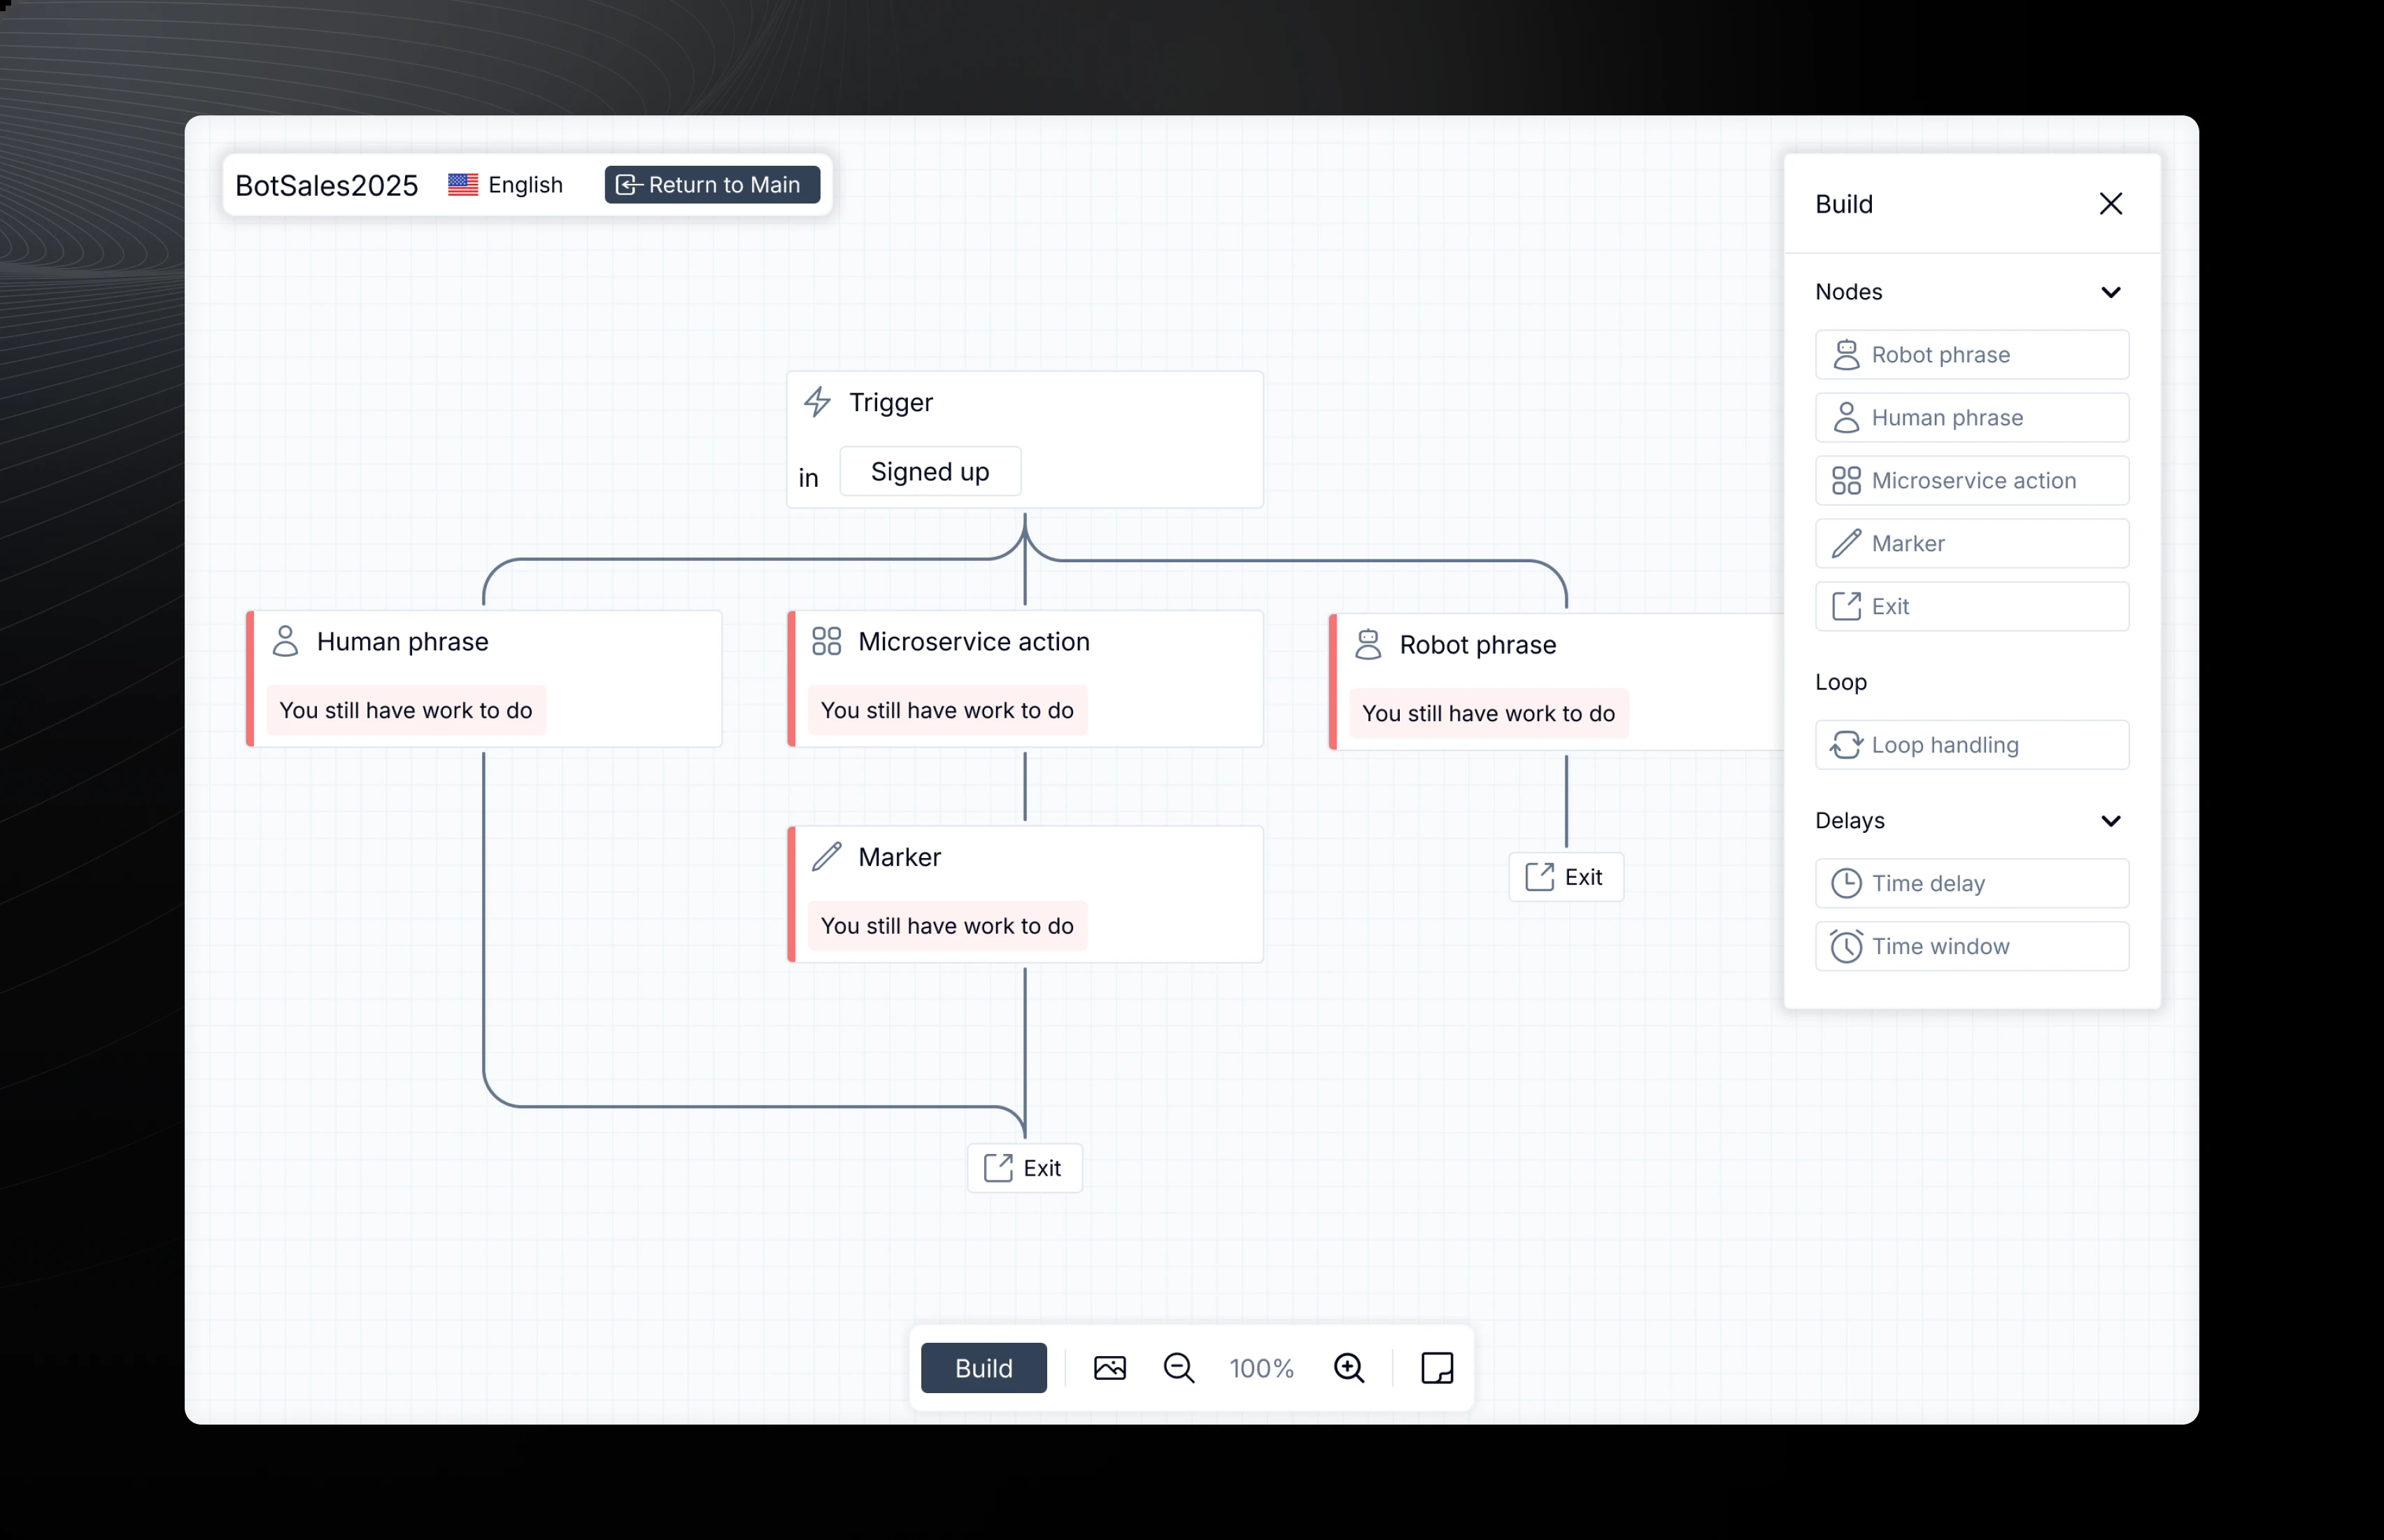 BotSales2025 English Return to Main
Trigger
in Signed up
Human phrase
You still have work to do
Microservice action
You still have work to do
Robot phrase
You still have work to do
Marker
You still have work to do
Exit
Exit
Build
Nodes
Robot phrase
Human phrase
Microservice action
Marker
Exit
Loop
Loop handling
Delays
Time delay
Time window
Build 100%